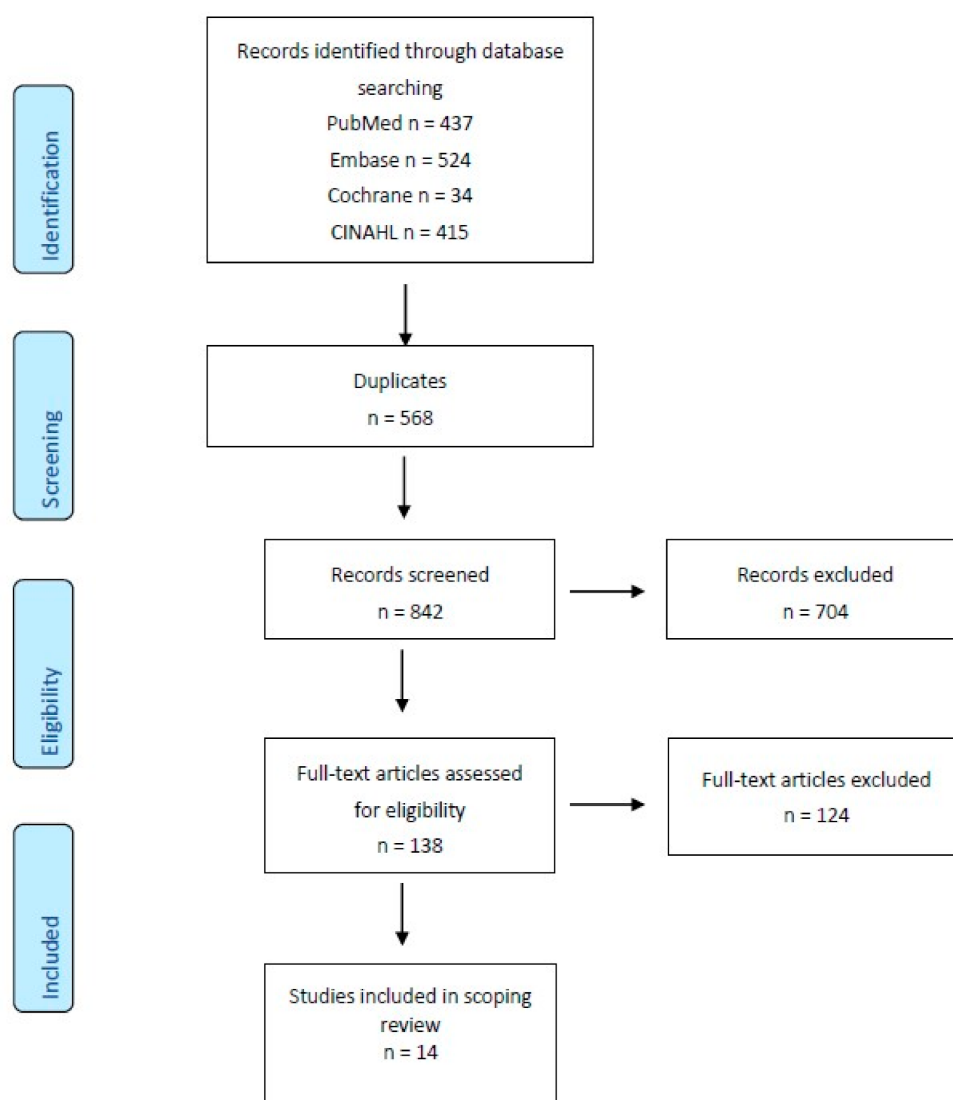 Identification
Records identified through database
searching
PubMed n = 437
Embase n = 524
Cochrane n = 34
CINAHL n = 415
Screening
Duplicates
n = 568
Records screened
n = 842
Records excluded
n = 704
Eligibility
Full-text articles assessed
for eligibility
n = 138
Full-text articles excluded
n = 124
Included
Studies included in scoping
review
n = 14